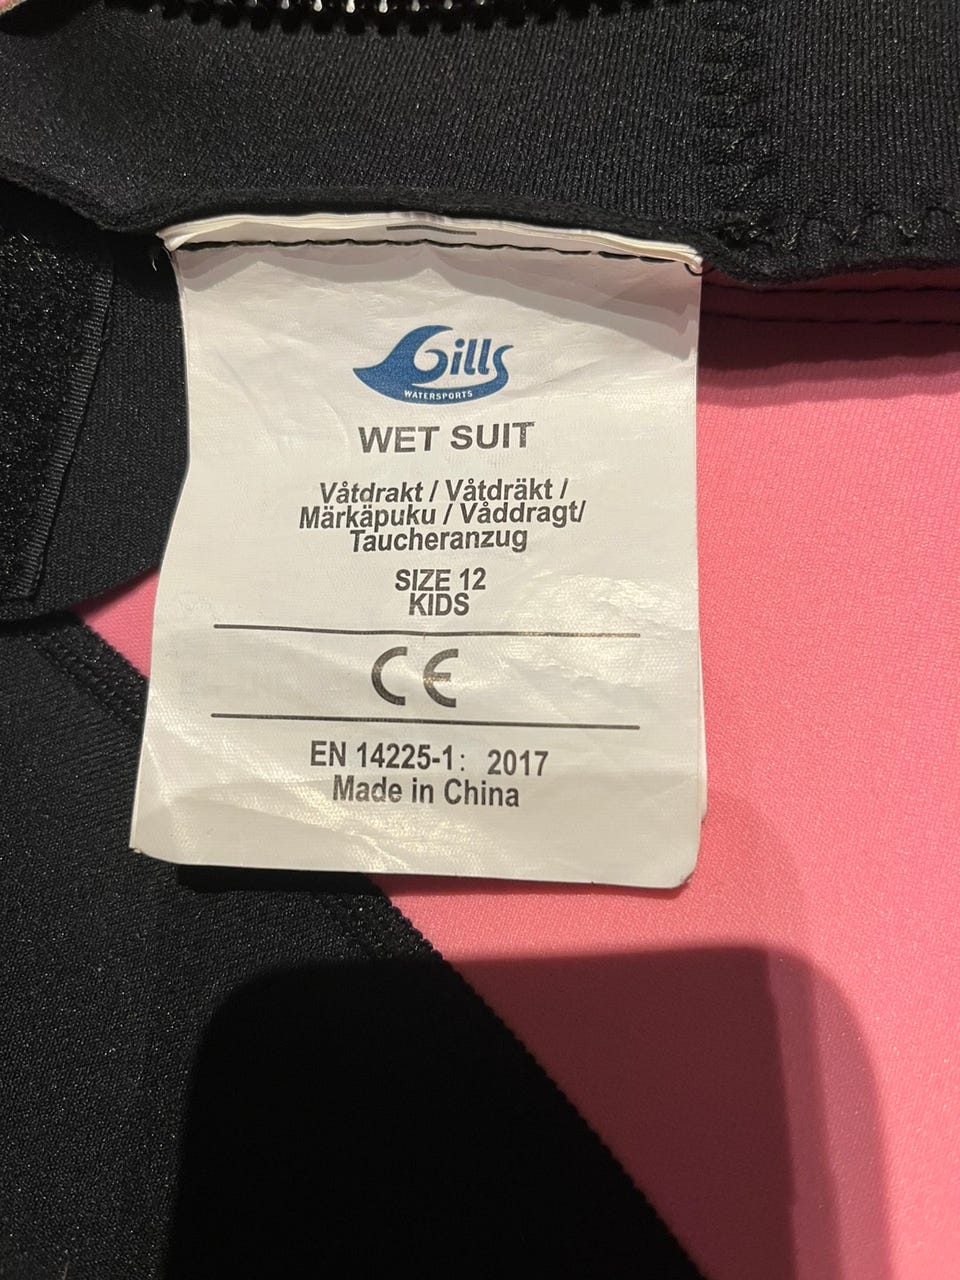 Gills
WATERSPORTS
WET SUIT
Våtdrakt / Våtdräkt /
Märkäpuku / Våddragt/
Taucheranzug
SIZE 12
KIDS
CE
EN 14225-1: 2017
Made in China